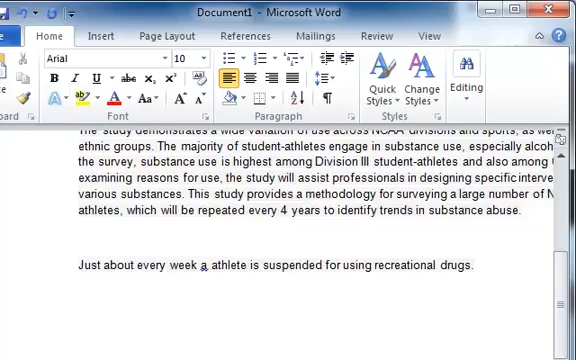 Document1 - Microsoft Word
Home Insert Page Layout References Mailings Review View
Arial 10
B I U abc x₂ x²
A ab A Aa A A
Quick Styles
Change Styles
Editing
Font Paragraph Styles
The study demonstrates a wide variation of use across NCAA divisions and sports, as wel
ethnic groups. The majority of student-athletes engage in substance use, especially alcoh
the survey, substance use is highest among Division III student-athletes and also among
examining reasons for use, the study will assist professionals in designing specific interve
various substances. This study provides a methodology for surveying a large number of N
athletes, which will be repeated every 4 years to identify trends in substance abuse.
Just about every week a athlete is suspended for using recreational drugs.